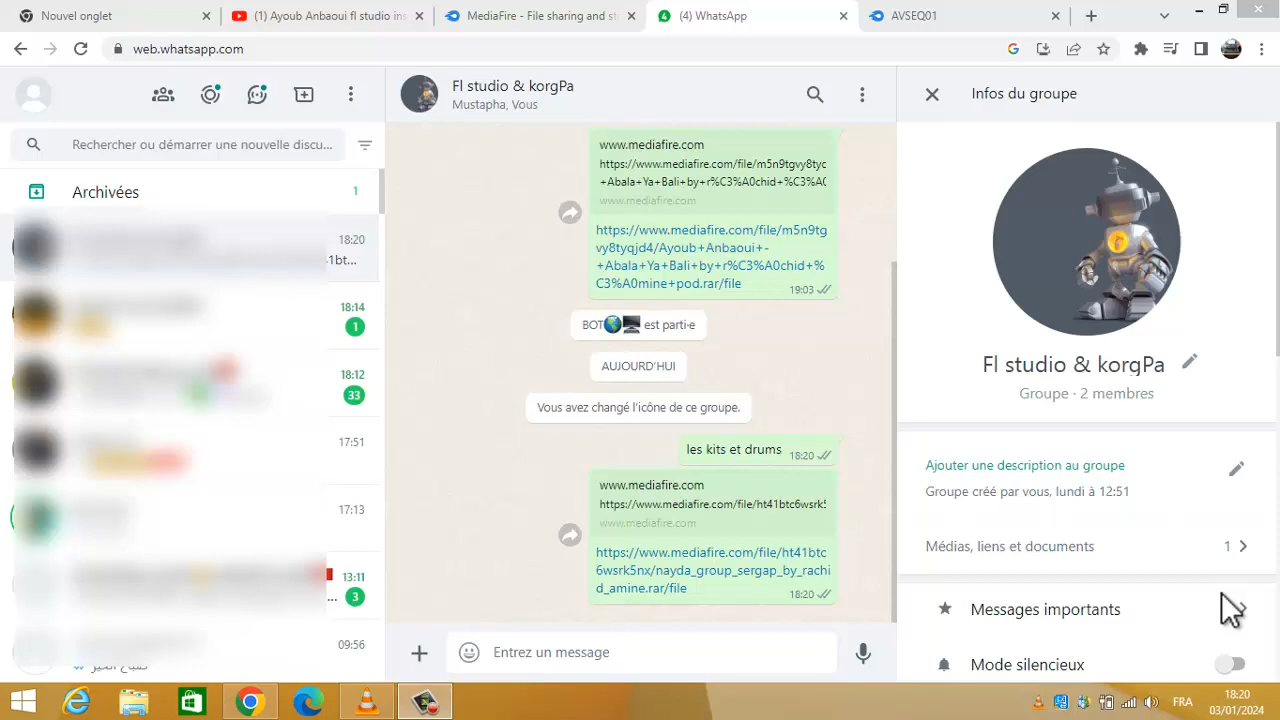 Nouvel onglet
(1) Ayoub Anbaoui fl studio ins
MediaFire - File sharing and st
(4) WhatsApp
AVSEQ01
web.whatsapp.com
Rechercher ou démarrer une nouvelle discu...
Archivées
1
18:20
41bt...
18:14
1
18:12
33
17:51
17:13
13:11
...
3
09:56
Fl studio & korgPa
Mustapha, Vous
www.mediafire.com
https://www.mediafire.com/file/m5n9tgvy8tyc
+Abala+Ya+Bali+by+r%C3%A0chid+%C3%A0
www.mediafire.com
https://www.mediafire.com/file/m5n9tg
vy8tyqjd4/Ayoub+Anbaoui+-
+Abala+Ya+Bali+by+r%C3%A0chid+%
C3%A0mine+pod.rar/file
19:03
BOT🌍🖥️ est parti·e
AUJOURD'HUI
Vous avez changé l'icône de ce groupe.
les kits et drums
18:20
www.mediafire.com
https://www.mediafire.com/file/ht41btc6wsrk5
www.mediafire.com
https://www.mediafire.com/file/ht41btc
6wsrk5nx/nayda_group_sergap_by_rachi
d_amine.rar/file
18:20
Entrez un message
Infos du groupe
Fl studio & korgPa
Groupe · 2 membres
Ajouter une description au groupe
Groupe créé par vous, lundi à 12:51
Médias, liens et documents
1
Messages importants
Mode silencieux
FRA
18:20
03/01/2024